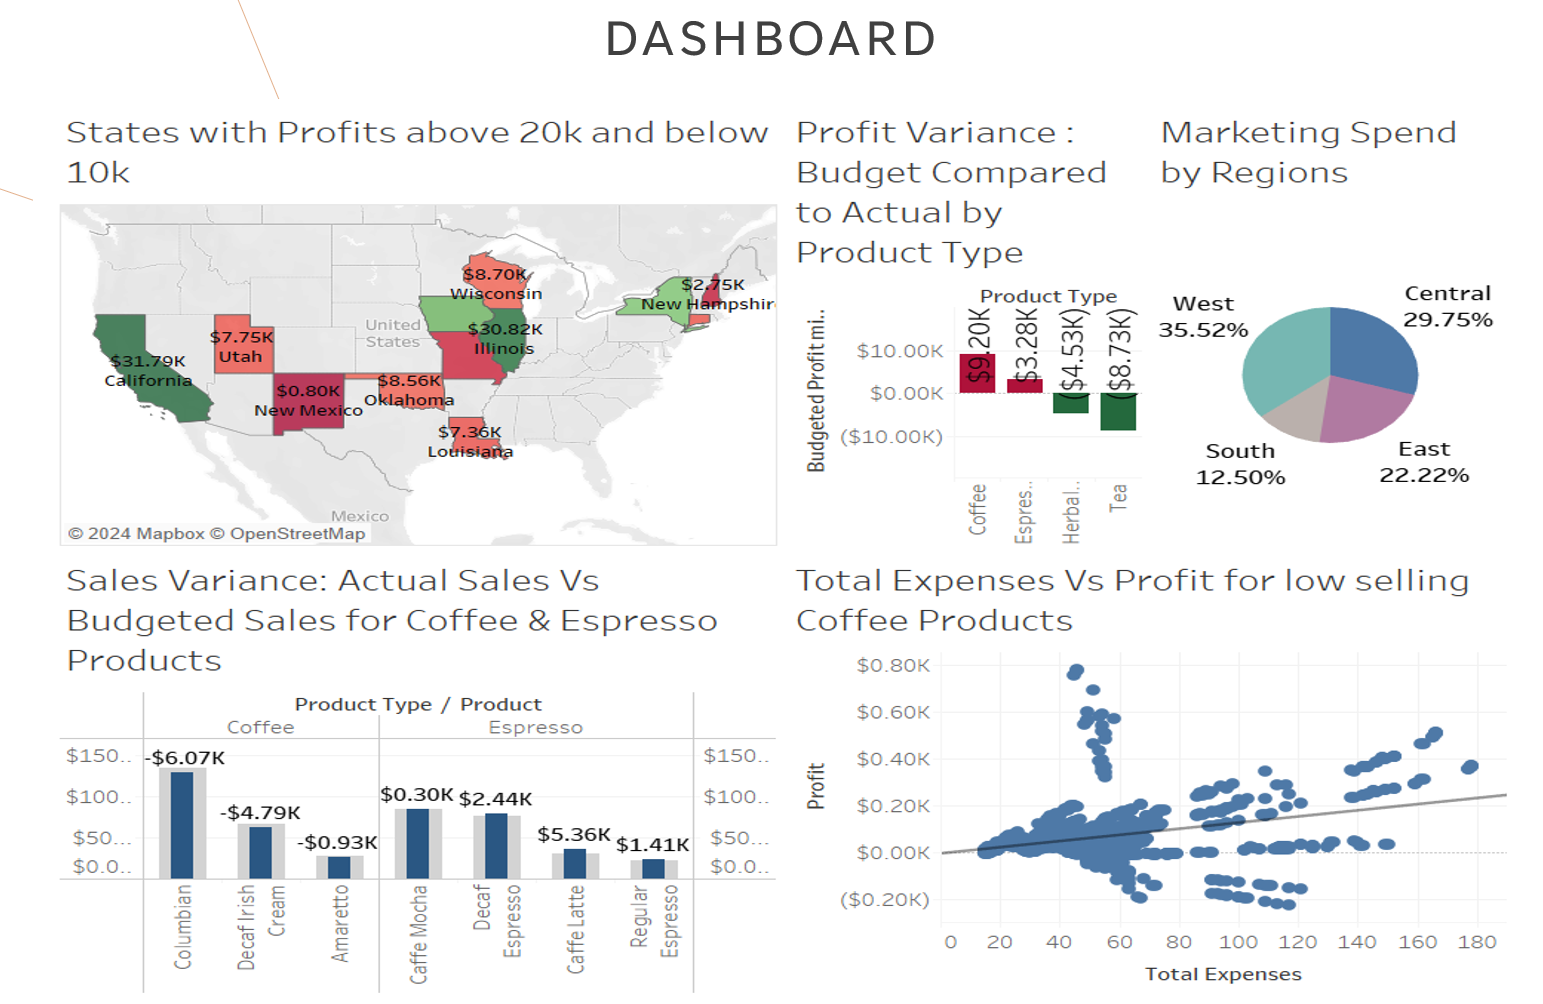 DASHBOARD
States with Profits above 20k and below
10k
$8.70K
Wisconsin
$2.75K
New Hampshir
United
States
$30.82K
Illinois
$7.75K
Utah
$31.79K
California
$8.56K
Oklahoma
$0.80K
New Mexico
$7.36K
Louisiana
Mexico
© 2024 Mapbox © OpenStreetMap
Profit Variance :
Budget Compared
to Actual by
Product Type
Product Type
Budgeted Profit mi..
$10.00K
$0.00K
($10.00K)
$9.20K
$3.28K
($4.53K)
($8.73K)
Coffee
Espres..
Herbal..
Tea
Marketing Spend
by Regions
West
35.52%
Central
29.75%
South
12.50%
East
22.22%
Sales Variance: Actual Sales Vs
Budgeted Sales for Coffee & Espresso
Products
Product Type / Product
Coffee
Espresso
$150..
$100..
$50...
$0.0..
-$6.07K
-$4.79K
-$0.93K
$0.30K
$2.44K
$5.36K
$1.41K
$150..
$100..
$50...
$0.0..
Columbian
Decaf Irish
Cream
Amaretto
Caffe Mocha
Decaf
Espresso
Caffe Latte
Regular
Espresso
Total Expenses Vs Profit for low selling
Coffee Products
Profit
$0.80K
$0.60K
$0.40K
$0.20K
$0.00K
($0.20K)
0 20 40 60 80 100 120 140 160 180
Total Expenses